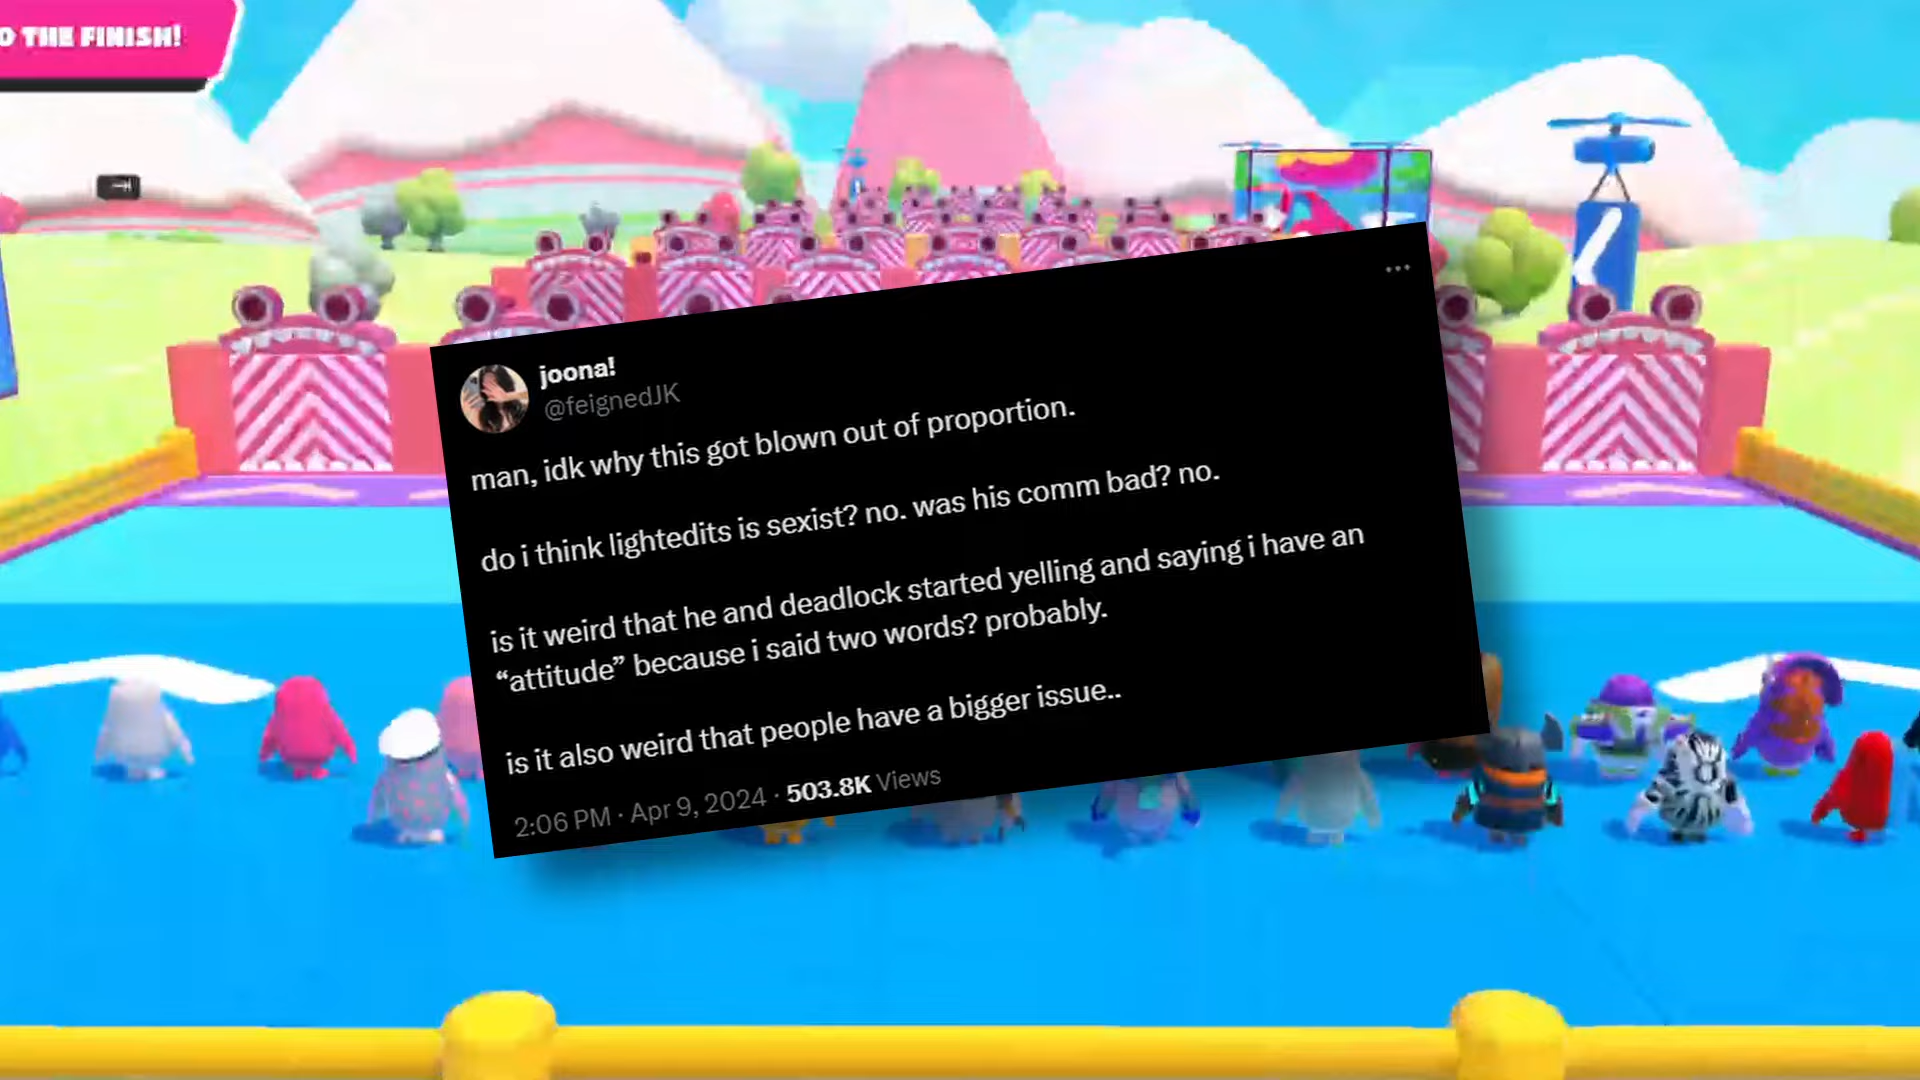 O THE FINISH!
joona!
@feignedJK
man, idk why this got blown out of proportion.
do i think lightedits is sexist? no. was his comm bad? no.
is it weird that he and deadlock started yelling and saying i have an
“attitude” because i said two words? probably.
is it also weird that people have a bigger issue..
2:06 PM · Apr 9, 2024 · 503.8K Views